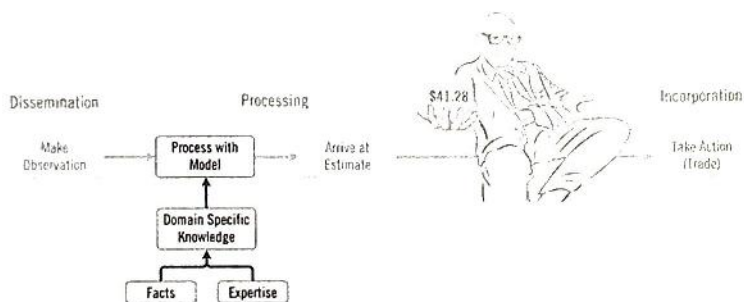 Dissemination
Processing
$41.28
Incorporation
Make
Observation
Process with
Model
Arrive at
Estimate
Take Action
(Trade)
Domain Specific
Knowledge
Facts
Expertise